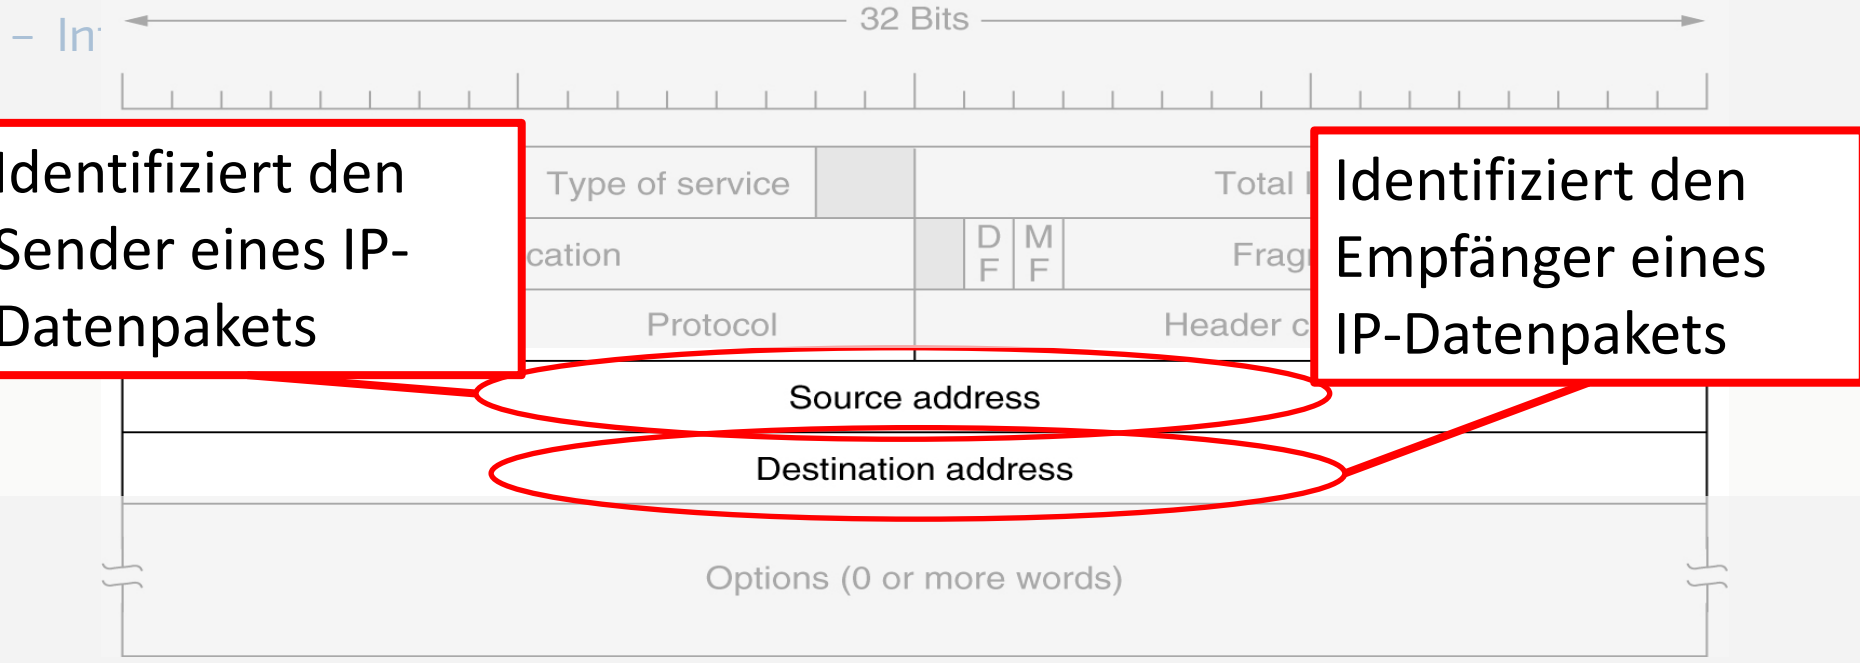 32 Bits
Identifiziert den
Sender eines IP-
Datenpakets
Type of service
Total
Identifiziert den
Empfänger eines
IP-Datenpakets
cation
D F
M F
Frag
Protocol
Header c
Source address
Destination address
Options (0 or more words)